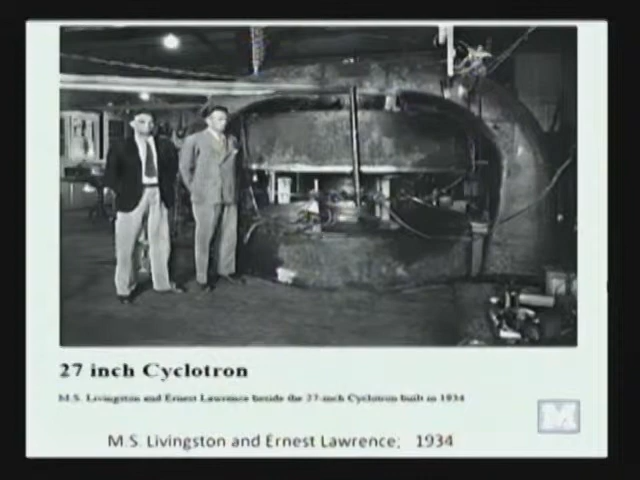 27 inch Cyclotron
M.S. Livingston and Ernest Lawrence beside the 27-inch Cyclotron built in 1934
M
M.S. Livingston and Ernest Lawrence; 1934